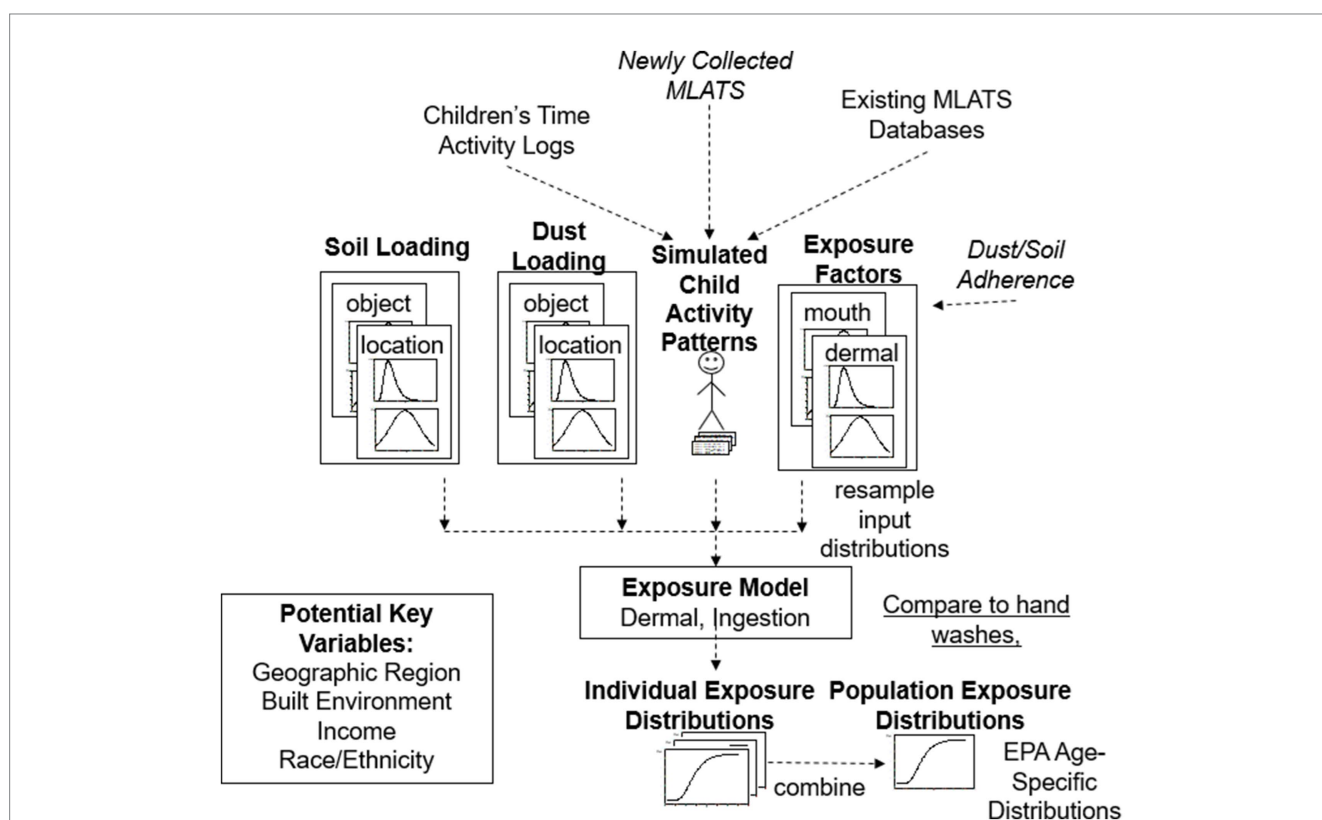 Newly Collected
MLATS
Children's Time
Activity Logs
Existing MLATS
Databases
Soil Loading
object
location
Dust
Loading
object
location
Simulated
Child
Activity
Patterns
Exposure
Factors
mouth
dermal
Dust/Soil
Adherence
resample
input
distributions
Exposure Model
Dermal, Ingestion
Compare to hand
washes,
Potential Key
Variables:
Geographic Region
Built Environment
Income
Race/Ethnicity
Individual Exposure
Distributions
combine
Population Exposure
Distributions
EPA Age-
Specific
Distributions